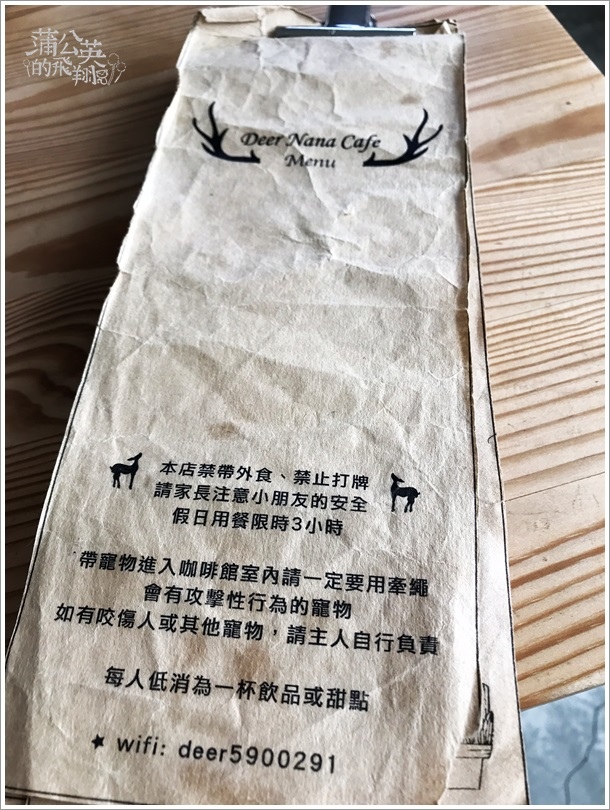 蒲公英
的飛翔
Deer Nana Cafe
Menu
本店禁帶外食、禁止打牌
請家長注意小朋友的安全
假日用餐限時3小時
帶寵物進入咖啡館室內請一定要用牽繩
會有攻擊性行為的寵物
如有咬傷人或其他寵物，請主人自行負責
每人低消為一杯飲品或甜點
★ wifi: deer5900291